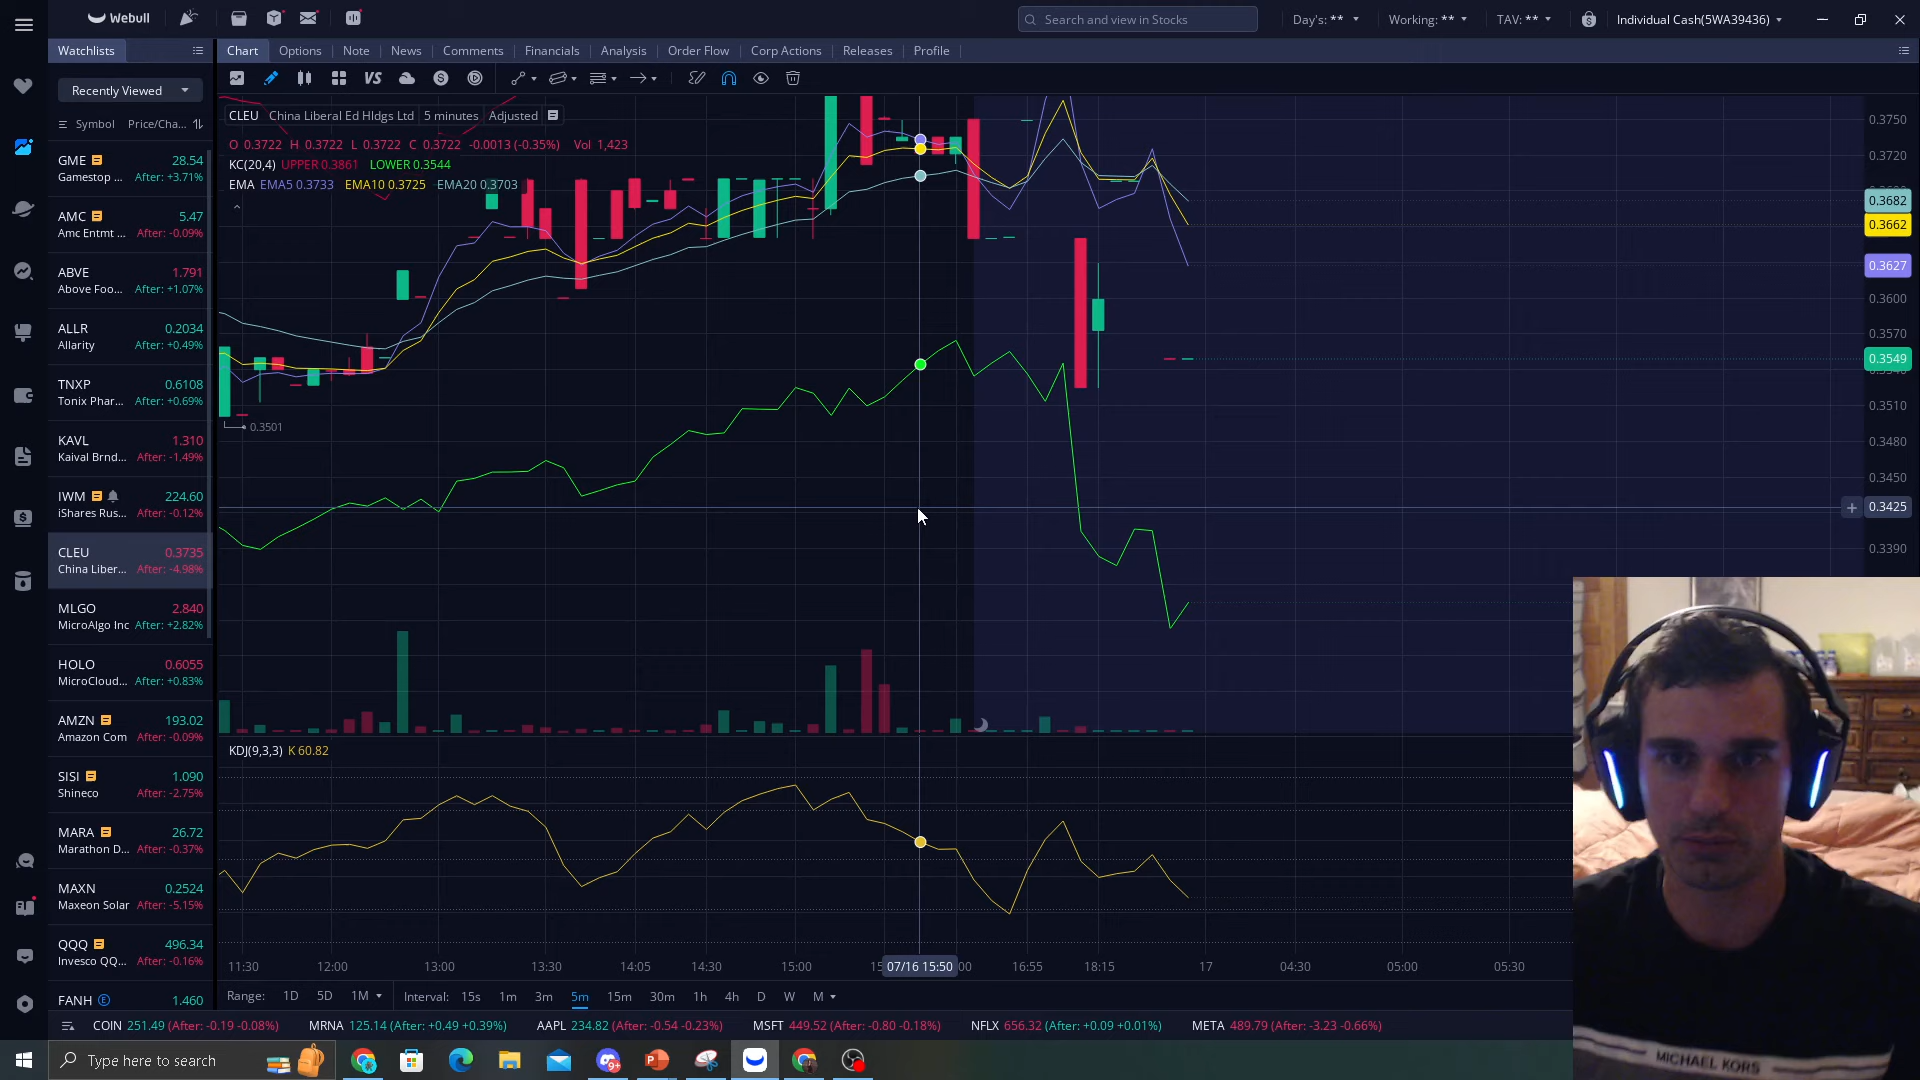 Webull
Search and view in Stocks
Day's: **
Working: **
TAV: **
Individual Cash(5WA39436)
Watchlists
Chart Options Note News Comments Financials Analysis Order Flow Corp Actions Releases Profile
Recently Viewed
Symbol Price/Cha...
VS
GME 28.54
Gamestop ... After: +3.71%
AMC 5.47
Amc Entmt ... After: -0.09%
ABVE 1.791
Above Foo... After: +1.07%
ALLR 0.2034
Allarity After: +0.49%
TNXP 0.6108
Tonix Phar... After: +0.69%
KAVL 1.310
Kaival Brnd... After: -1.49%
IWM 224.60
iShares Rus... After: -0.12%
CLEU 0.3735
China Liber... After: -4.98%
MLGO 2.840
MicroAlgo Inc After: +2.82%
HOLO 0.6055
MicroCloud... After: +0.83%
AMZN 193.02
Amazon Com After: -0.09%
SISI 1.090
Shineco After: -2.75%
MARA 26.72
Marathon D... After: -0.37%
MAXN 0.2524
Maxeon Solar After: -5.15%
QQQ 496.34
Invesco QQ... After: -0.16%
FANH 1.460
CLEU China Liberal Ed Hldgs Ltd 5 minutes Adjusted
O 0.3722 H 0.3722 L 0.3722 C 0.3722 -0.0013 (-0.35%) Vol 1,423
KC(20,4) UPPER 0.3861 LOWER 0.3544
EMA EMA5 0.3733 EMA10 0.3725 EMA20 0.3703
0.3501
0.3750
0.3720
0.3682
0.3662
0.3627
0.3600
0.3570
0.3549
0.3510
0.3480
0.3450
0.3425
0.3390
KDJ(9,3,3) K 60.82
11:30 12:00 13:00 13:30 14:05 14:30 15:00 07/16 15:50 16:55 18:15 17 04:30 05:00 05:30
Range: 1D 5D 1M Interval: 15s 1m 3m 5m 15m 30m 1h 4h D W M
COIN 251.49 (After: -0.19 -0.08%) MRNA 125.14 (After: +0.49 +0.39%) AAPL 234.82 (After: -0.54 -0.23%) MSFT 449.52 (After: -0.80 -0.18%) NFLX 656.32 (After: +0.09 +0.01%) META 489.79 (After: -3.23 -0.66%)
Type here to search
MICHAEL KORS